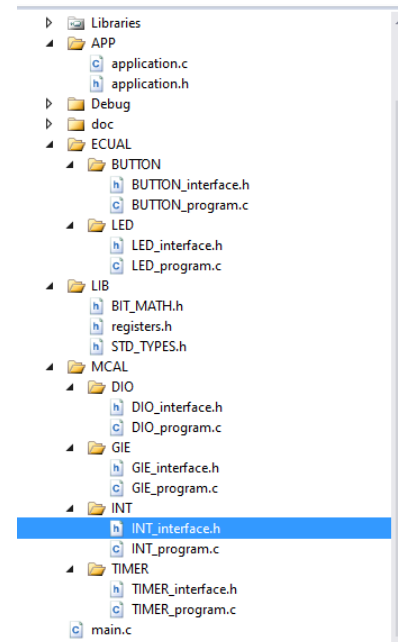 Libraries
APP
application.c
application.h
Debug
doc
ECUAL
BUTTON
BUTTON_interface.h
BUTTON_program.c
LED
LED_interface.h
LED_program.c
LIB
BIT_MATH.h
registers.h
STD_TYPES.h
MCAL
DIO
DIO_interface.h
DIO_program.c
GIE
GIE_interface.h
GIE_program.c
INT
INT_interface.h
INT_program.c
TIMER
TIMER_interface.h
TIMER_program.c
main.c